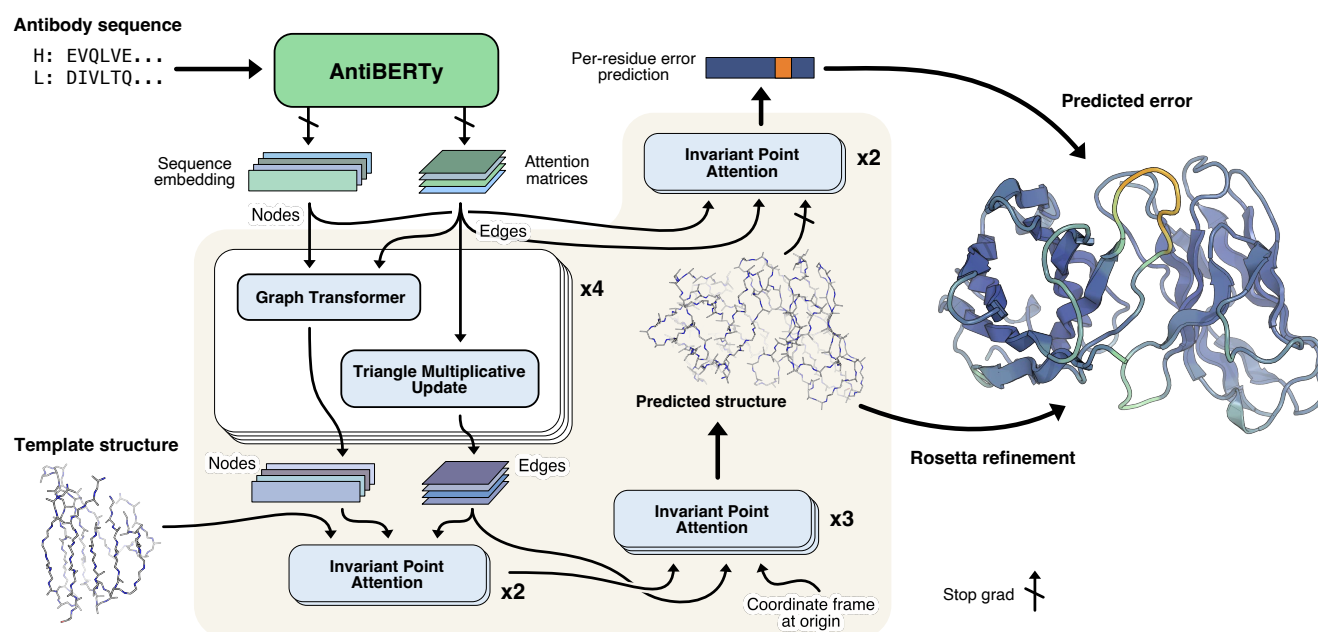 Antibody sequence
H: EVQLVE...
L: DIVLTQ...
AntiBERTy
Per-residue error
prediction
Predicted error
Sequence
embedding
Attention
matrices
Invariant Point
Attention
x2
Nodes
Edges
Graph Transformer
x4
Triangle Multiplicative
Update
Predicted structure
Template structure
Nodes
Edges
Rosetta refinement
Invariant Point
Attention
x3
Invariant Point
Attention
x2
Coordinate frame
at origin
Stop grad